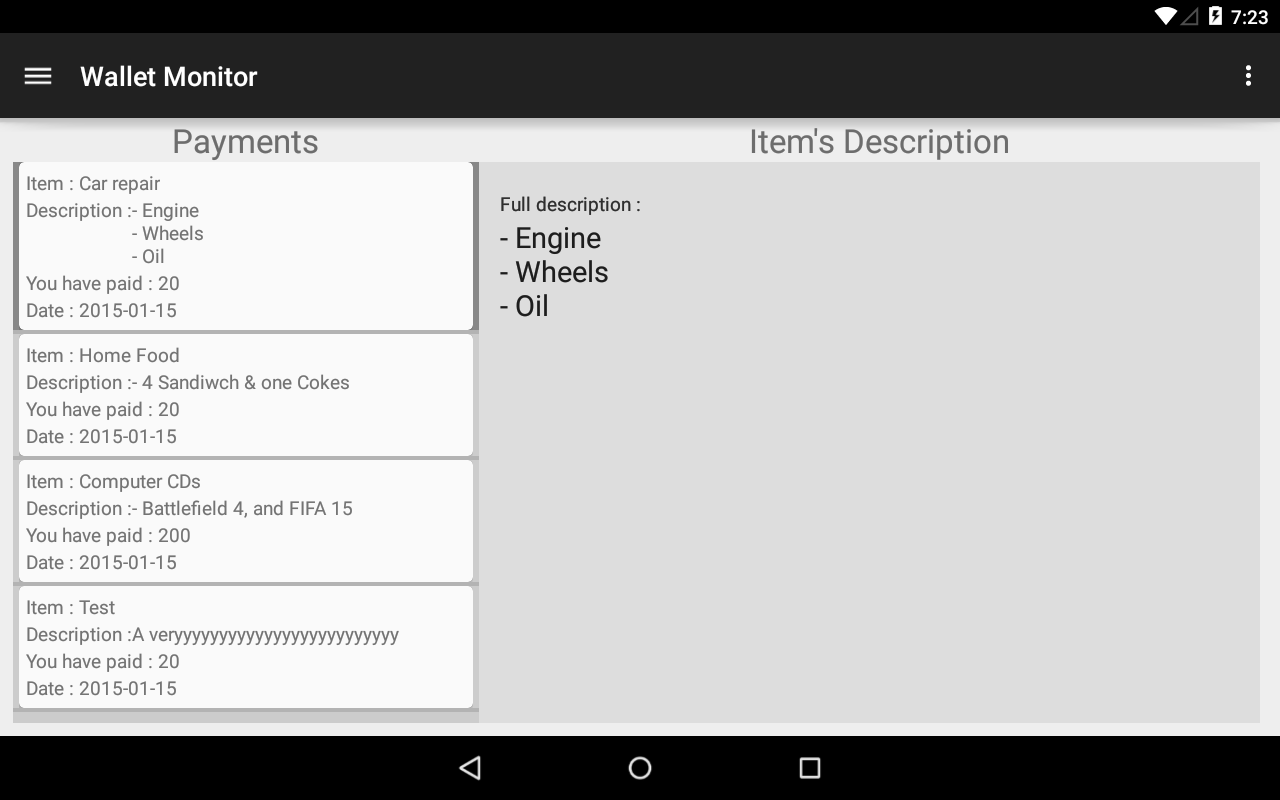 7:23
Wallet Monitor
Payments
Item : Car repair
Description :- Engine
- Wheels
- Oil
You have paid : 20
Date : 2015-01-15
Item : Home Food
Description :- 4 Sandiwch & one Cokes
You have paid : 20
Date : 2015-01-15
Item : Computer CDs
Description :- Battlefield 4, and FIFA 15
You have paid : 200
Date : 2015-01-15
Item : Test
Description :A veryyyyyyyyyyyyyyyyyyyyyyyyy
You have paid : 20
Date : 2015-01-15
Item's Description
Full description :
- Engine
- Wheels
- Oil